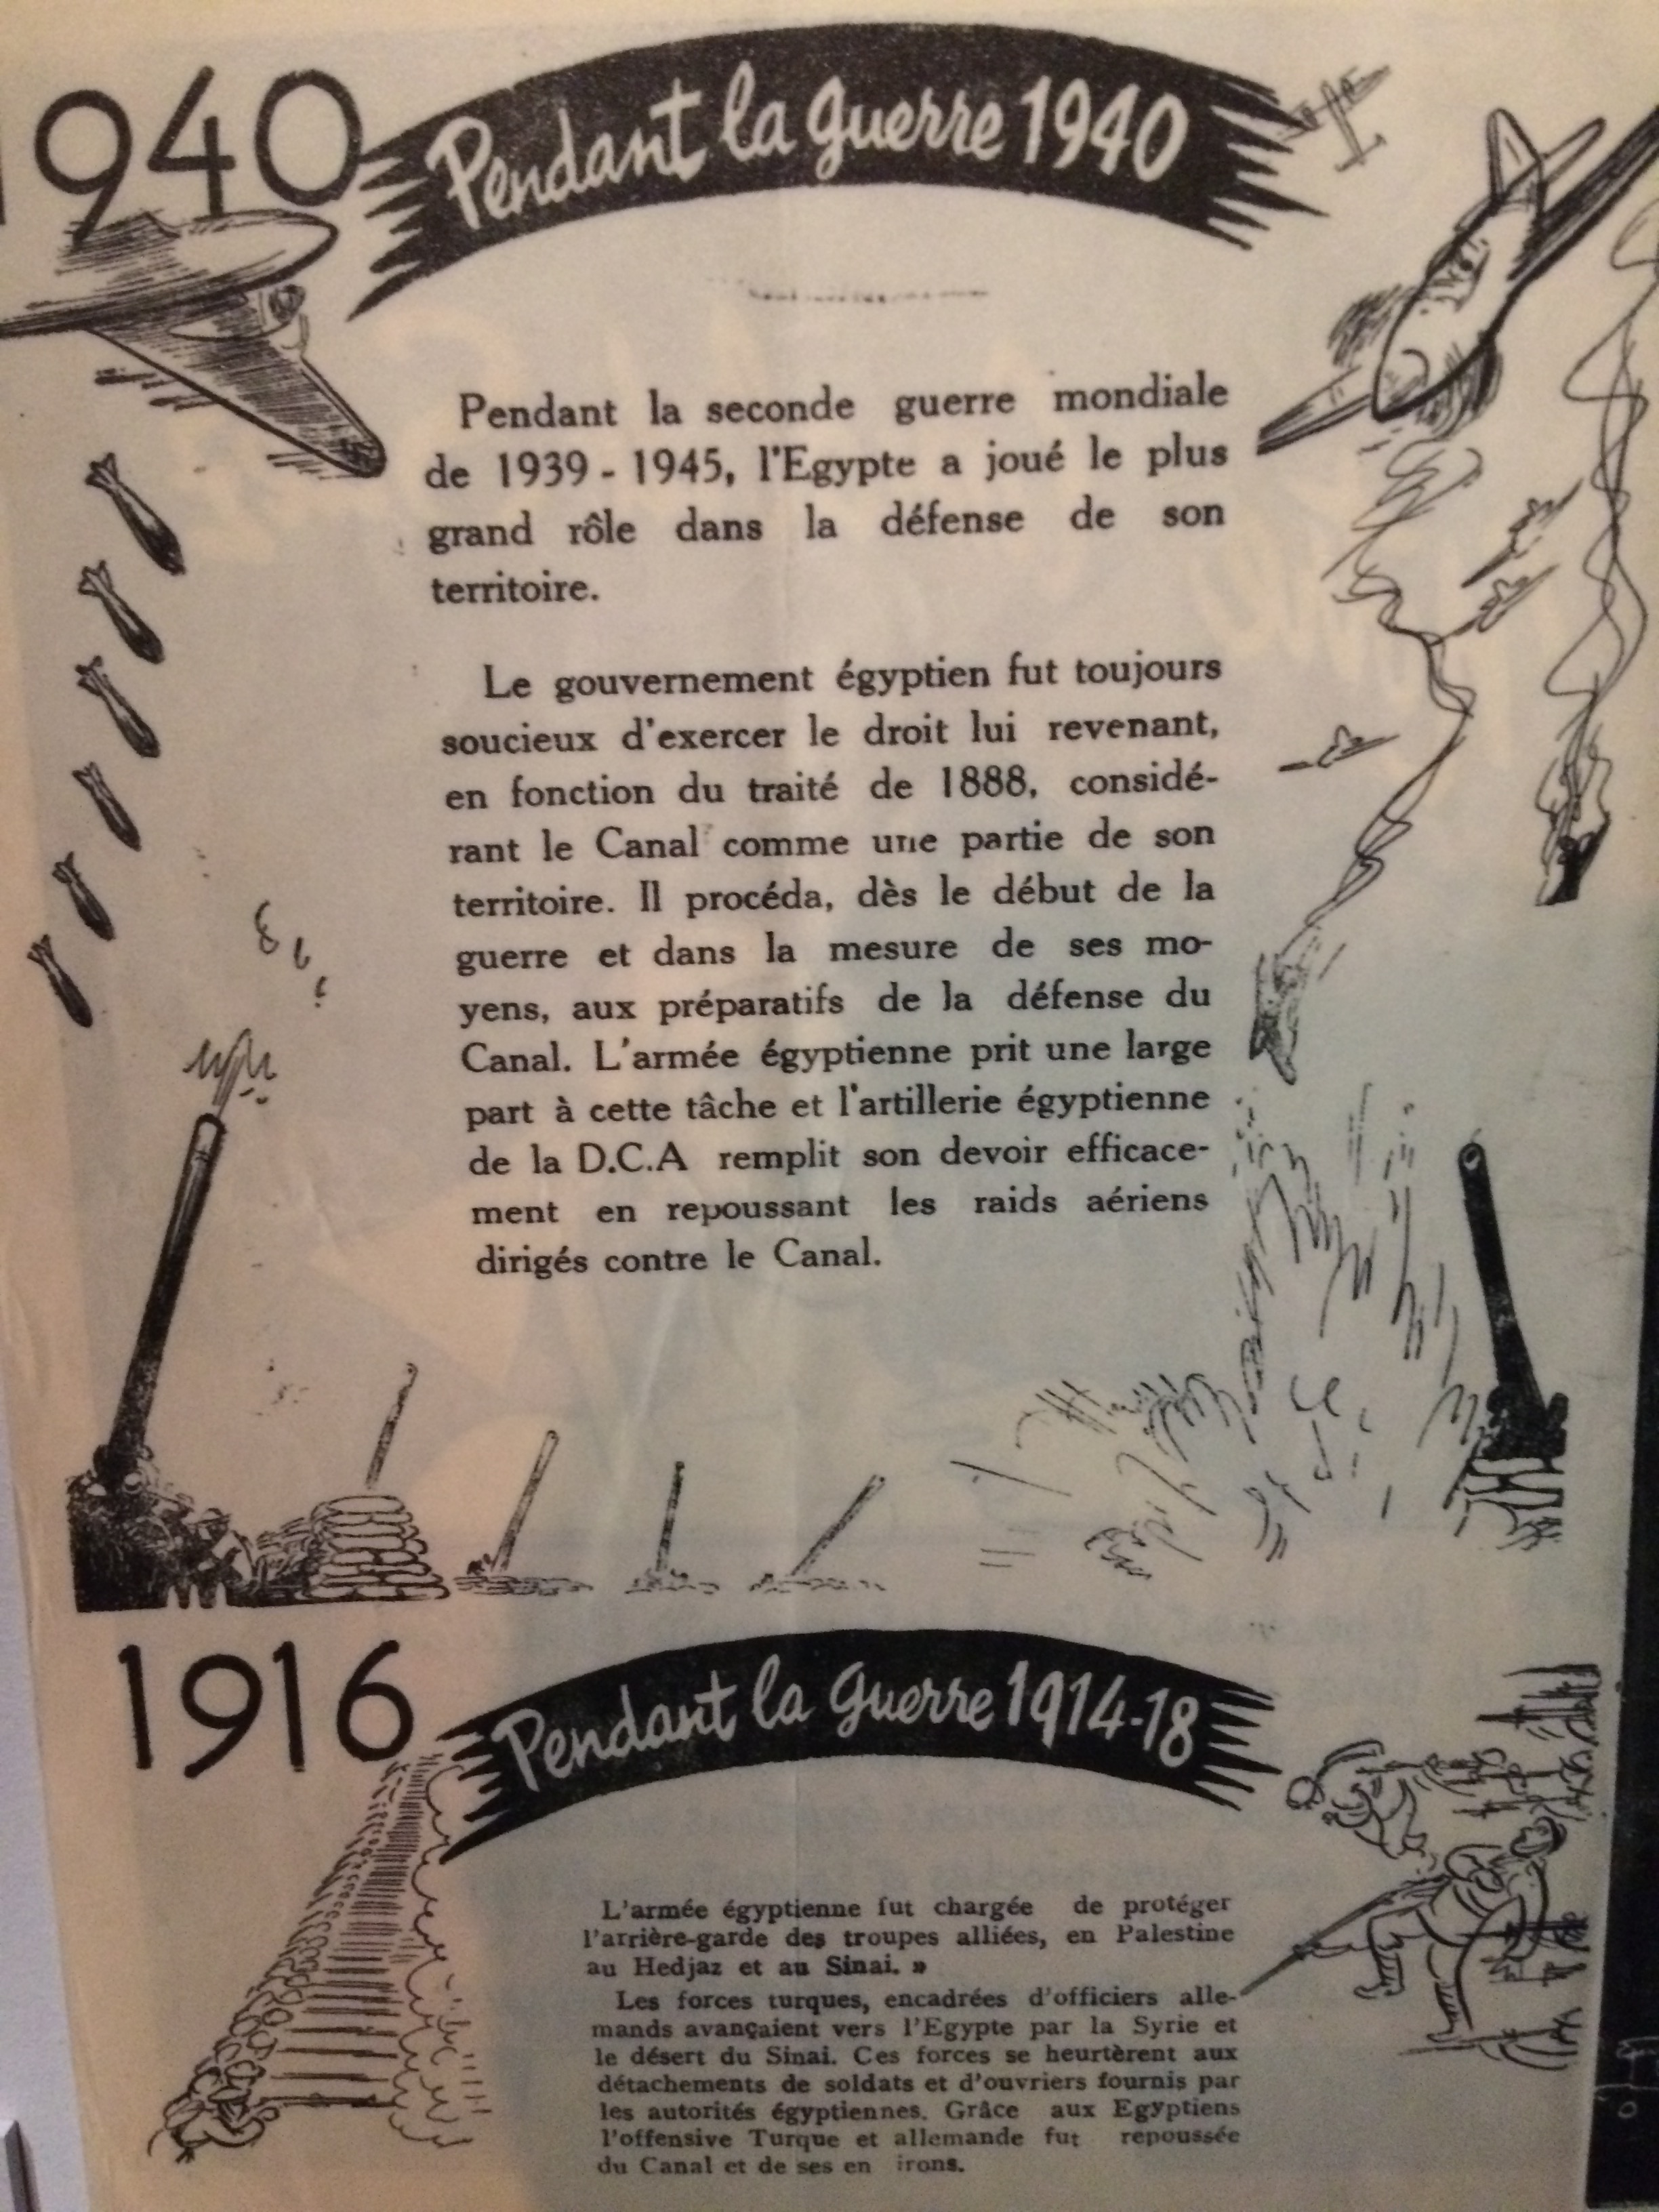 1940
Pendant la guerre 1940
Pendant la seconde guerre mondiale
de 1939 - 1945, l'Egypte a joué le plus
grand rôle dans la défense de son
territoire.
Le gouvernement égyptien fut toujours
soucieux d'exercer le droit lui revenant,
en fonction du traité de 1888, considé-
rant le Canal comme une partie de son
territoire. Il procéda, dès le début de la
guerre et dans la mesure de ses mo-
yens, aux préparatifs de la défense du
Canal. L'armée égyptienne prit une large
part à cette tâche et l'artillerie égyptienne
de la D.C.A remplit son devoir efficace-
ment en repoussant les raids aériens
dirigés contre le Canal.
1916
Pendant la guerre 1914-18
L'armée égyptienne fut chargée de protéger
l'arrière-garde des troupes alliées, en Palestine
au Hedjaz et au Sinai. »
Les forces turques, encadrées d'officiers alle-
mands avançaient vers l'Egypte par la Syrie et
le désert du Sinai. Ces forces se heurtèrent aux
détachements de soldats et d'ouvriers fournis par
les autorités égyptiennes. Grâce aux Egyptiens
l'offensive Turque et allemande fut repoussée
du Canal et de ses en irons.